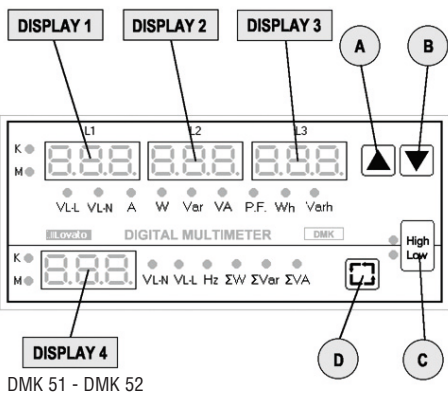 DISPLAY 1 DISPLAY 2 DISPLAY 3 A B
L1 L2 L3
K
M
VL-L VL-N A W Var VA P.F. Wh Varh
Lovato DIGITAL MULTIMETER DMK
High
Low
K
M
VL-N VL-L Hz ΣW ΣVar ΣVA
DISPLAY 4 D C
DMK 51 - DMK 52